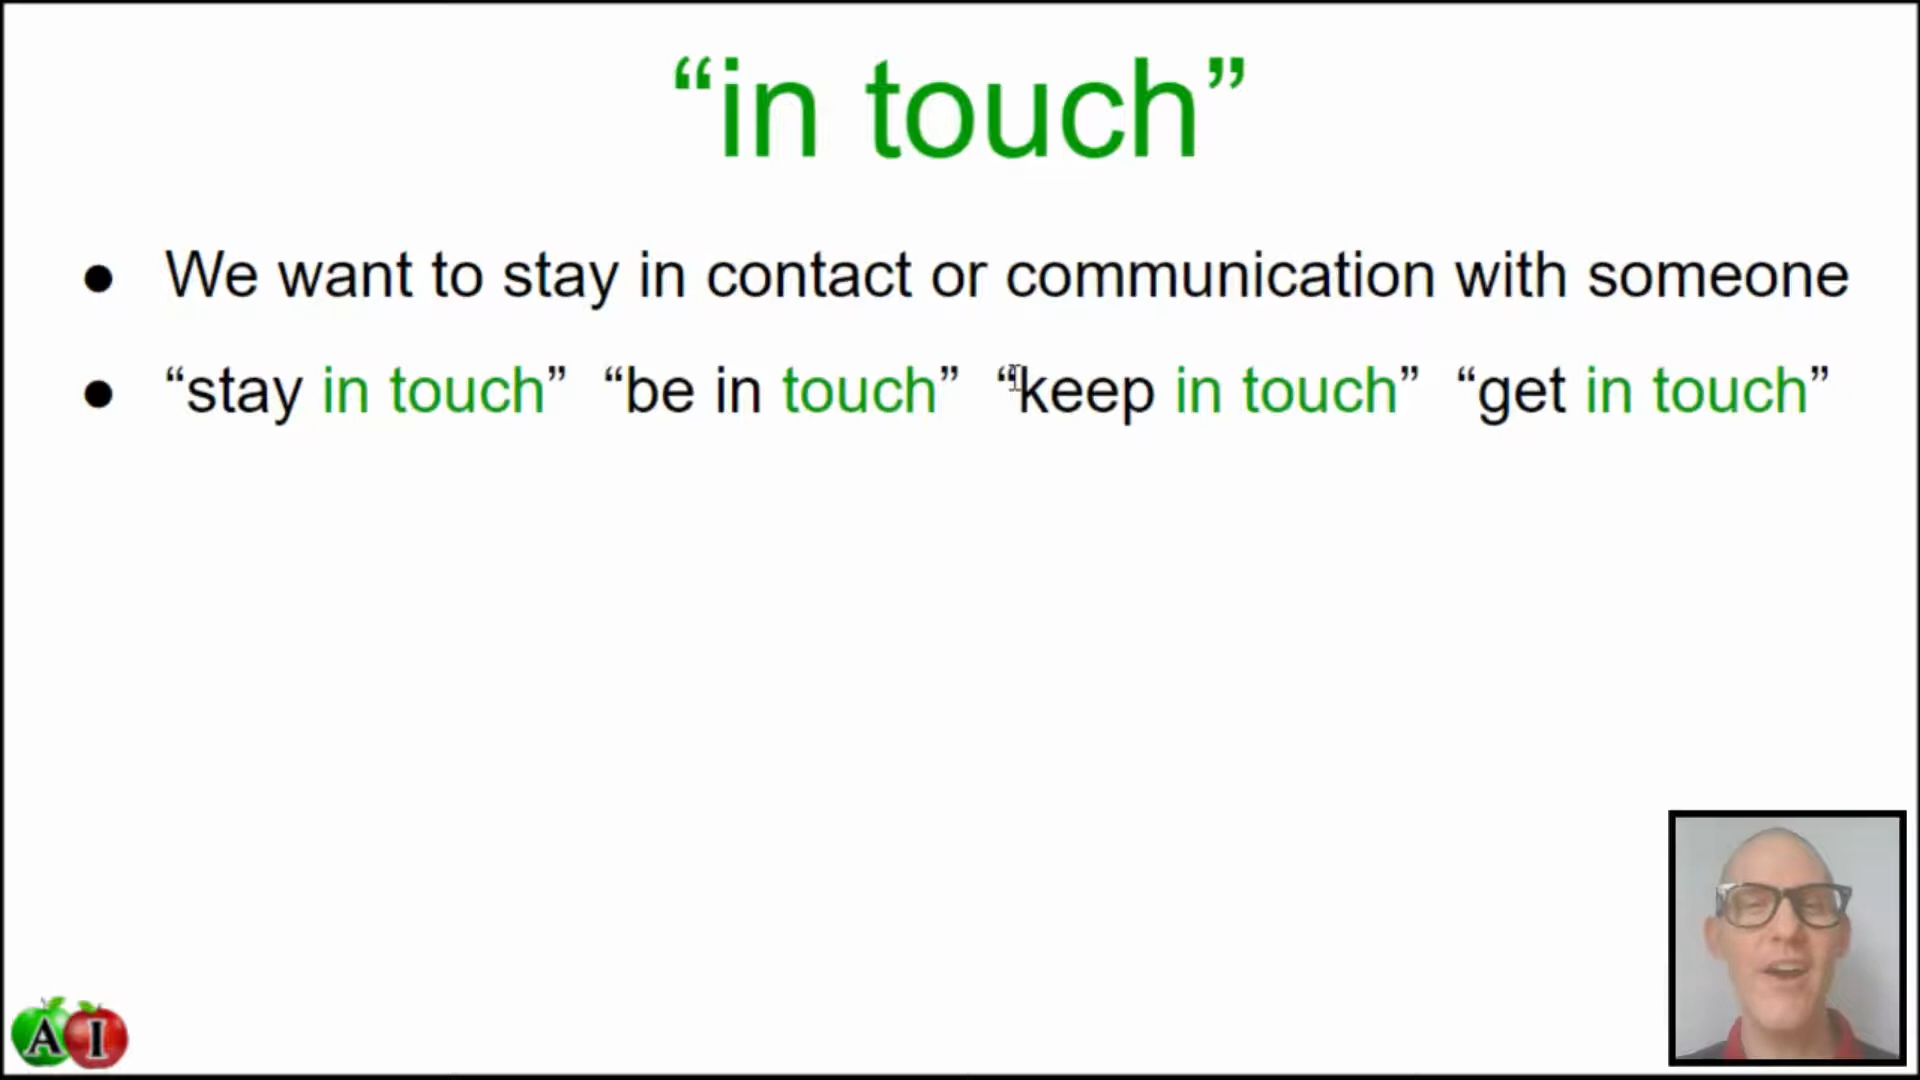 “in touch”
● We want to stay in contact or communication with someone
● “stay in touch” “be in touch” “keep in touch” “get in touch”
A I